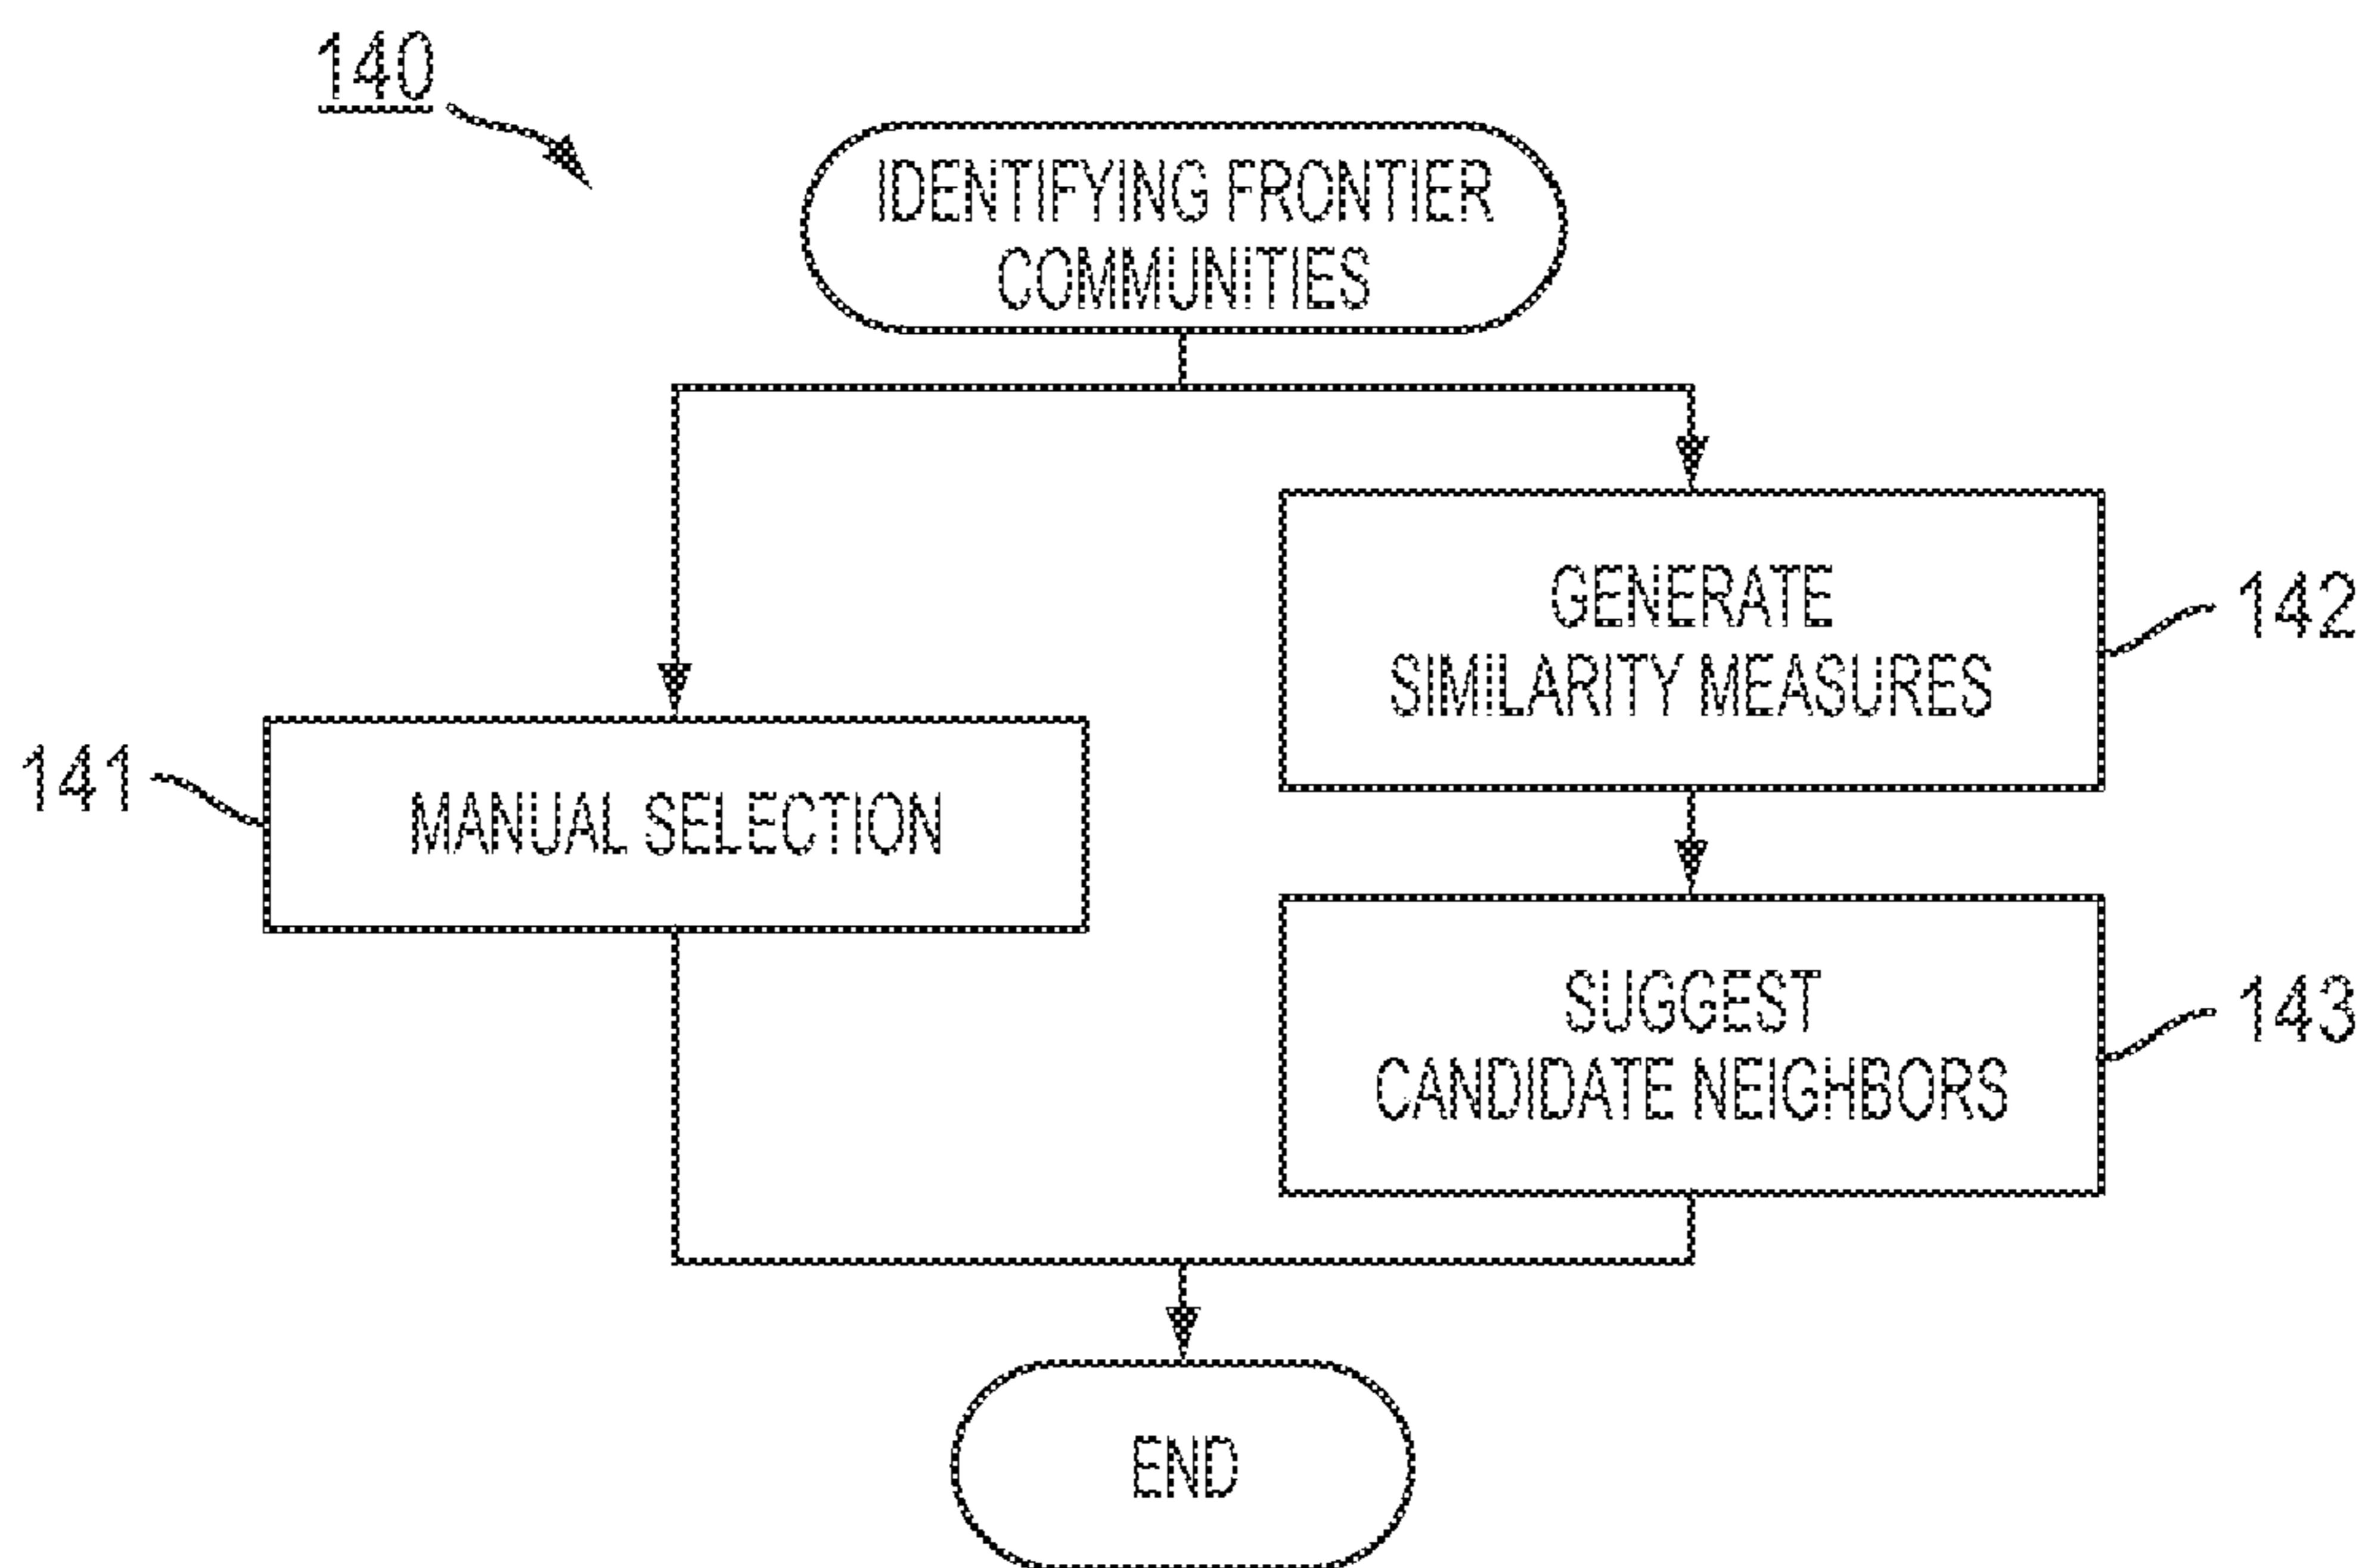 140
IDENTIFYING FRONTIER
COMMUNITIES
GENERATE
SIMILARITY MEASURES
142
141
MANUAL SELECTION
SUGGEST
CANDIDATE NEIGHBORS
143
END